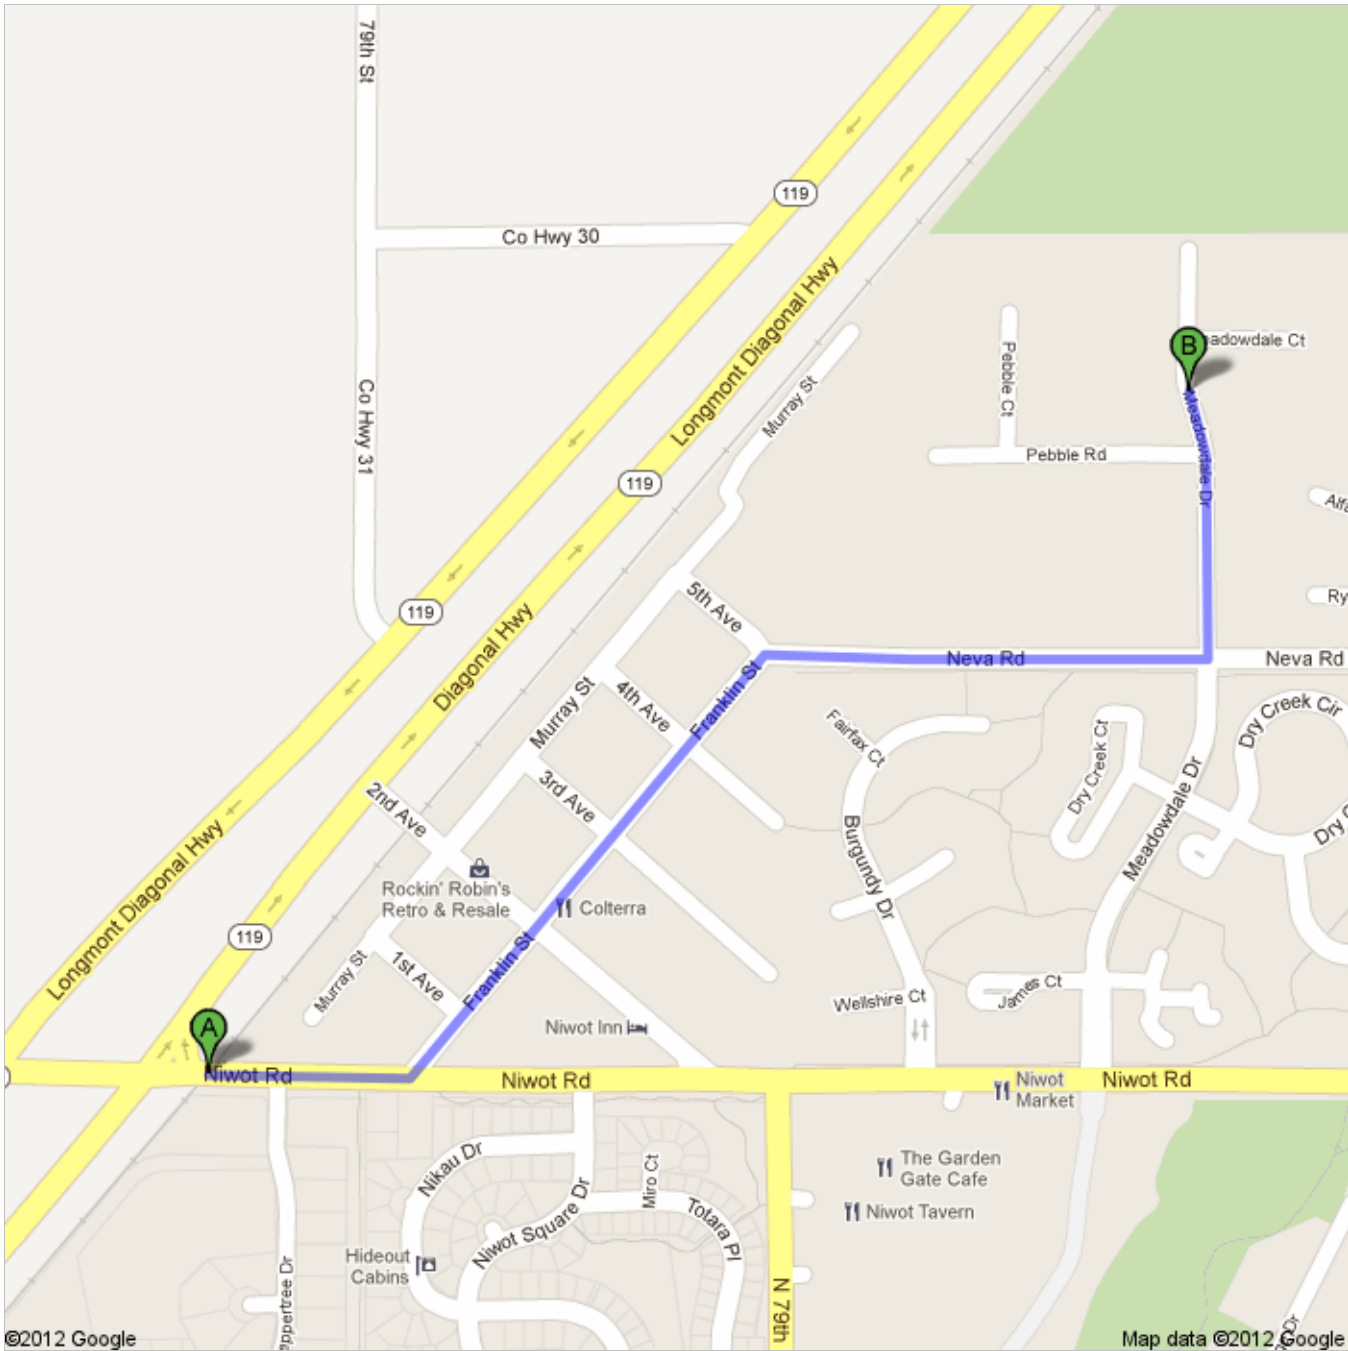 79th St
119
Co Hwy 30
Longmont Diagonal Hwy
B
Meadowdale Dr
Pebble Ct
Murray St
Co Hwy 31
Pebble Rd
119
119
5th Ave
Diagonal Hwy
Neva Rd
Neva Rd
Franklin St
4th Ave
Murray St
Fairfax Ct
Dry Creek Cir
Dry Creek Ct
3rd Ave
2nd Ave
Meadowdale Dr
Burgundy Dr
Longmont Diagonal Hwy
Rockin' Robin's
Retro & Resale
Colterra
119
Franklin St
1st Ave
Murray St
Wellshire Ct
James Ct
A
Niwot Inn
Niwot Rd
Niwot Rd
Niwot
Market
Niwot Rd
Nikau Dr
Miro Ct
The Garden
Gate Cafe
Niwot Square Dr
Totara Pl
Niwot Tavern
Hideout
Cabins
N 79th
©2012 Google
Map data ©2012 Google